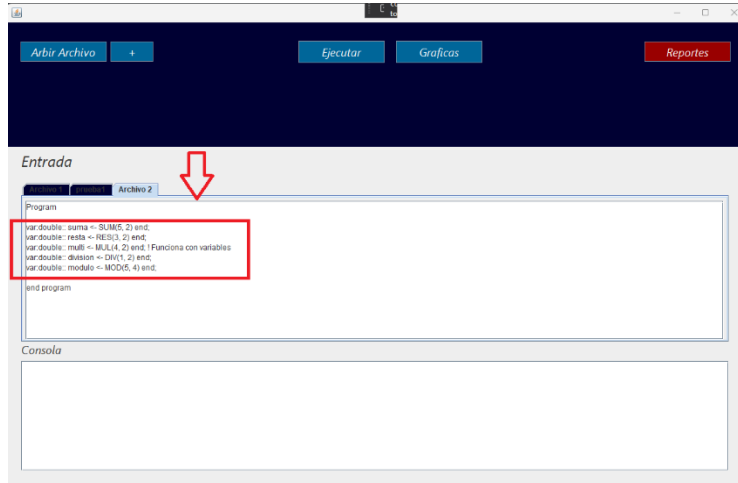 Arbir Archivo
+
Ejecutar
Graficas
Reportes
Entrada
Archivo 1
prueba1
Archivo 2
Program
var:double:: suma <- SUM(5, 2) end;
var:double:: resta <- RES(3, 2) end;
var:double:: multi <- MUL(4, 2) end; ! Funciona con variables
var:double:: division <- DIV(1, 2) end;
var:double:: modulo <- MOD(5, 4) end;
end program
Consola